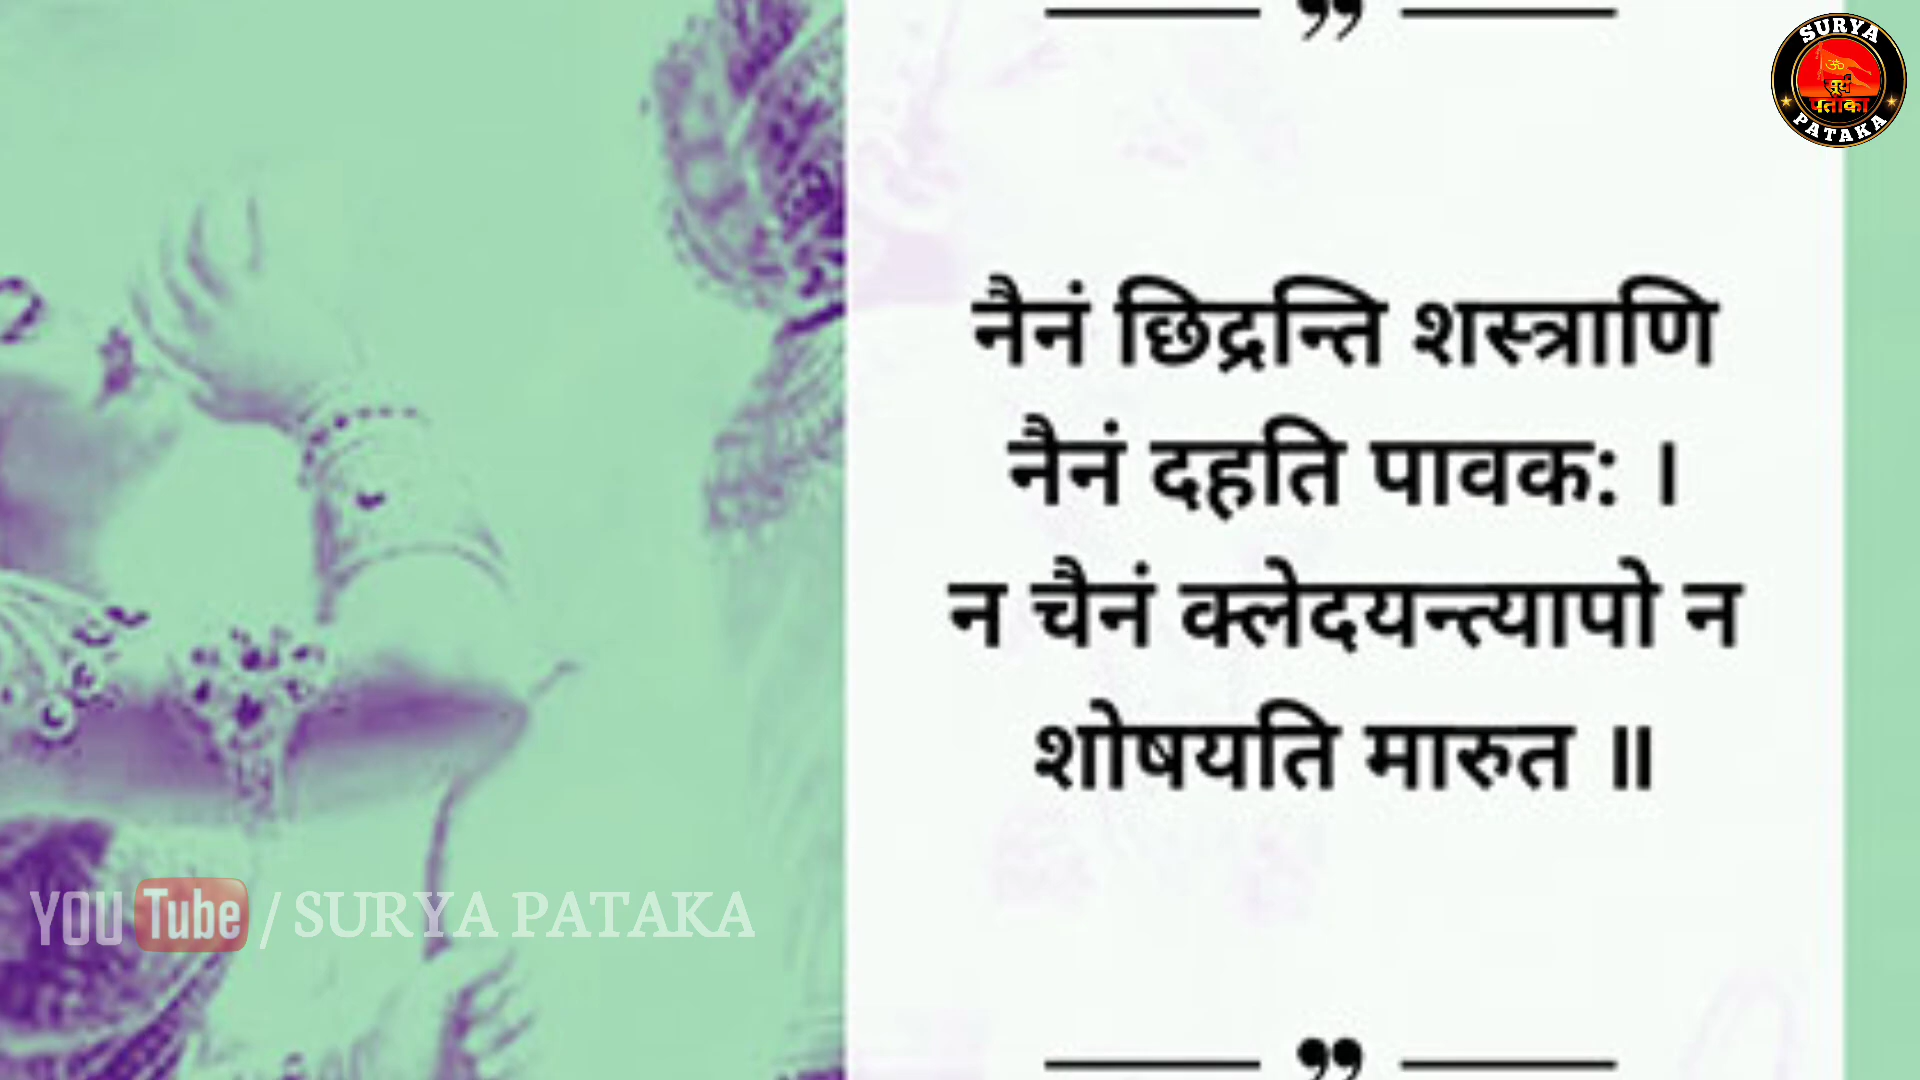 ”
SURYA
ॐ
सूर्य
पताका
PATAKA
नैनं छिद्रन्ति शस्त्राणि
नैनं दहति पावक: ।
न चैनं क्लेदयन्त्यापो न
शोषयति मारुत ॥
YOU Tube / SURYA PATAKA
”